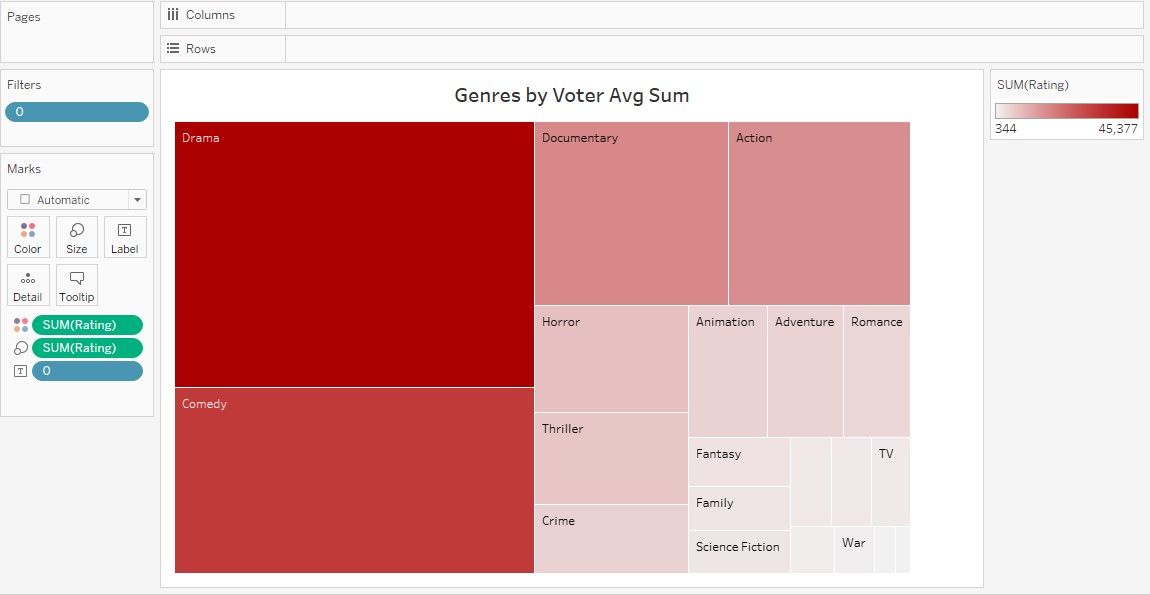 Pages
Columns
Rows
Filters
0
Marks
Automatic
Color
Size
Label
Detail
Tooltip
SUM(Rating)
SUM(Rating)
0
Genres by Voter Avg Sum
Drama
Documentary
Action
Horror
Animation
Adventure
Romance
Comedy
Thriller
Fantasy
TV
Family
Crime
Science Fiction
War
SUM(Rating)
344
45,377